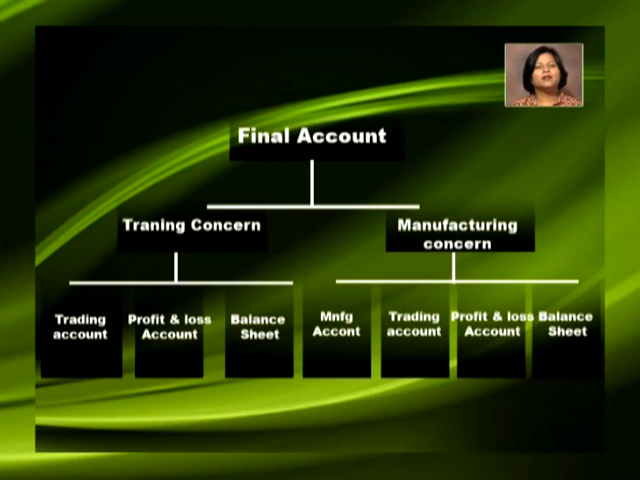 Final Account
Traning Concern
Manufacturing
concern
Trading
account
Profit & loss
Account
Balance
Sheet
Mnfg
Accont
Trading
account
Profit & loss
Account
Balance
Sheet